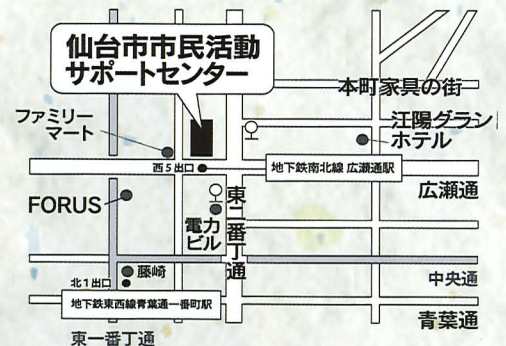 仙台市市民活動
サポートセンター
本町家具の街
ファミリー
マート
江陽グラン
ホテル
西5出口
地下鉄南北線 広瀬通駅
広瀬通
FORUS
東二番丁通
電力
ビル
藤崎
中央通
北1出口
地下鉄東西線青葉通一番町駅
青葉通
東一番丁通